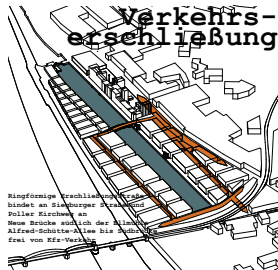 Verkehrs-
erschließung
Ringförmige Erschließungsstraße
bindet an Siegburger Straße und
Poller Kirchweg an
Neue Brücke südlich der Ellmühle
Alfred-Schütte-Allee bis Südbrücke
frei von Kfz-Verkehr